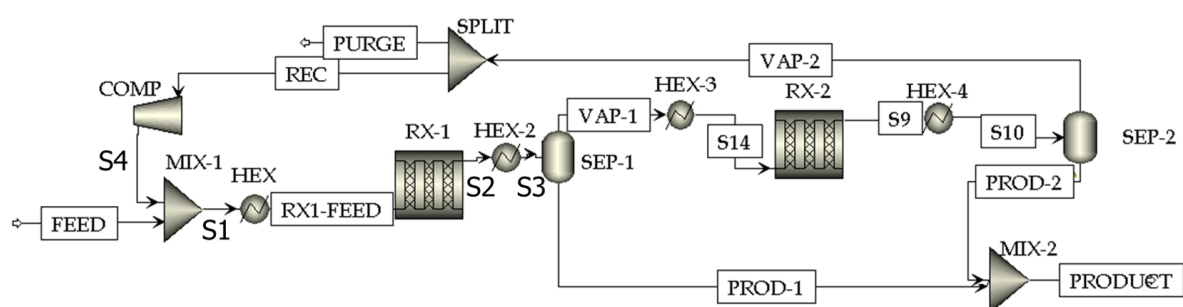 SPLIT
PURGE
VAP-2
REC
COMP
HEX-3
RX-2
HEX-4
VAP-1
S9
RX-1
HEX-2
S14
S10
SEP-2
S4
MIX-1
HEX
SEP-1
S2
S3
PROD-2
RX1-FEED
FEED
S1
MIX-2
PROD-1
PRODUCT